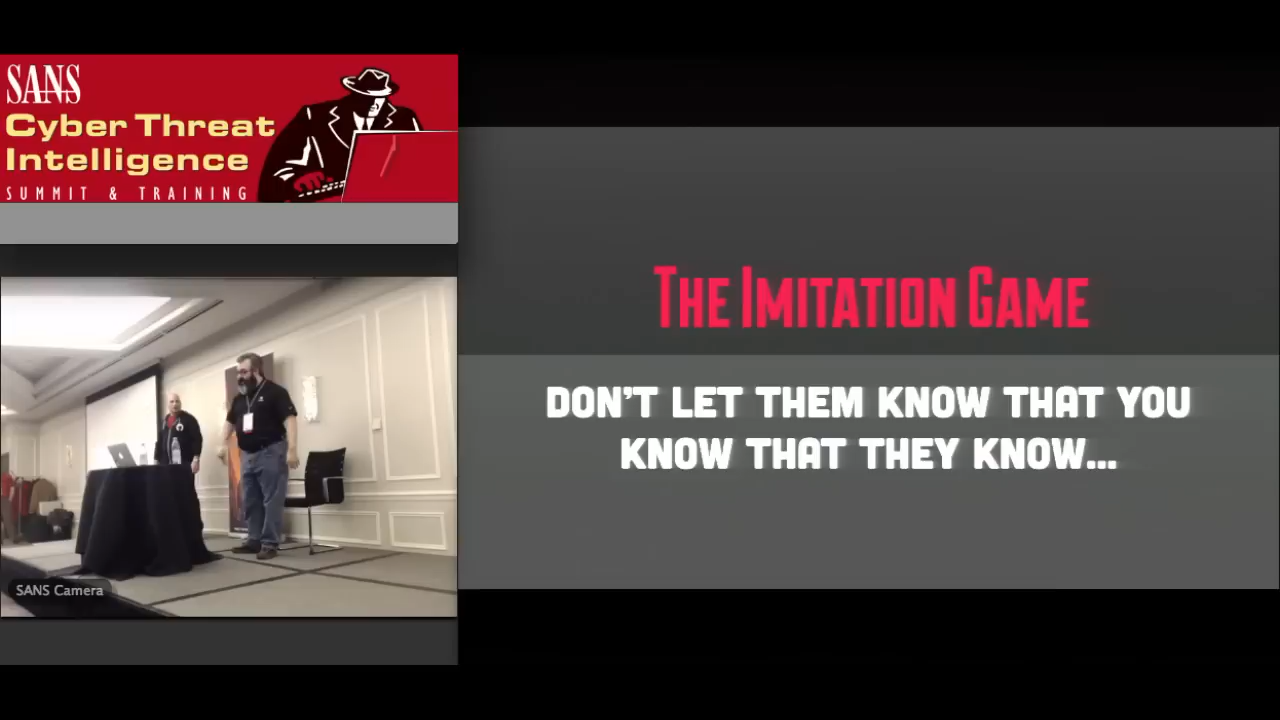 SANS
Cyber Threat
Intelligence
SUMMIT & TRAINING
THE IMITATION GAME
DON'T LET THEM KNOW THAT YOU
KNOW THAT THEY KNOW...
SANS Camera